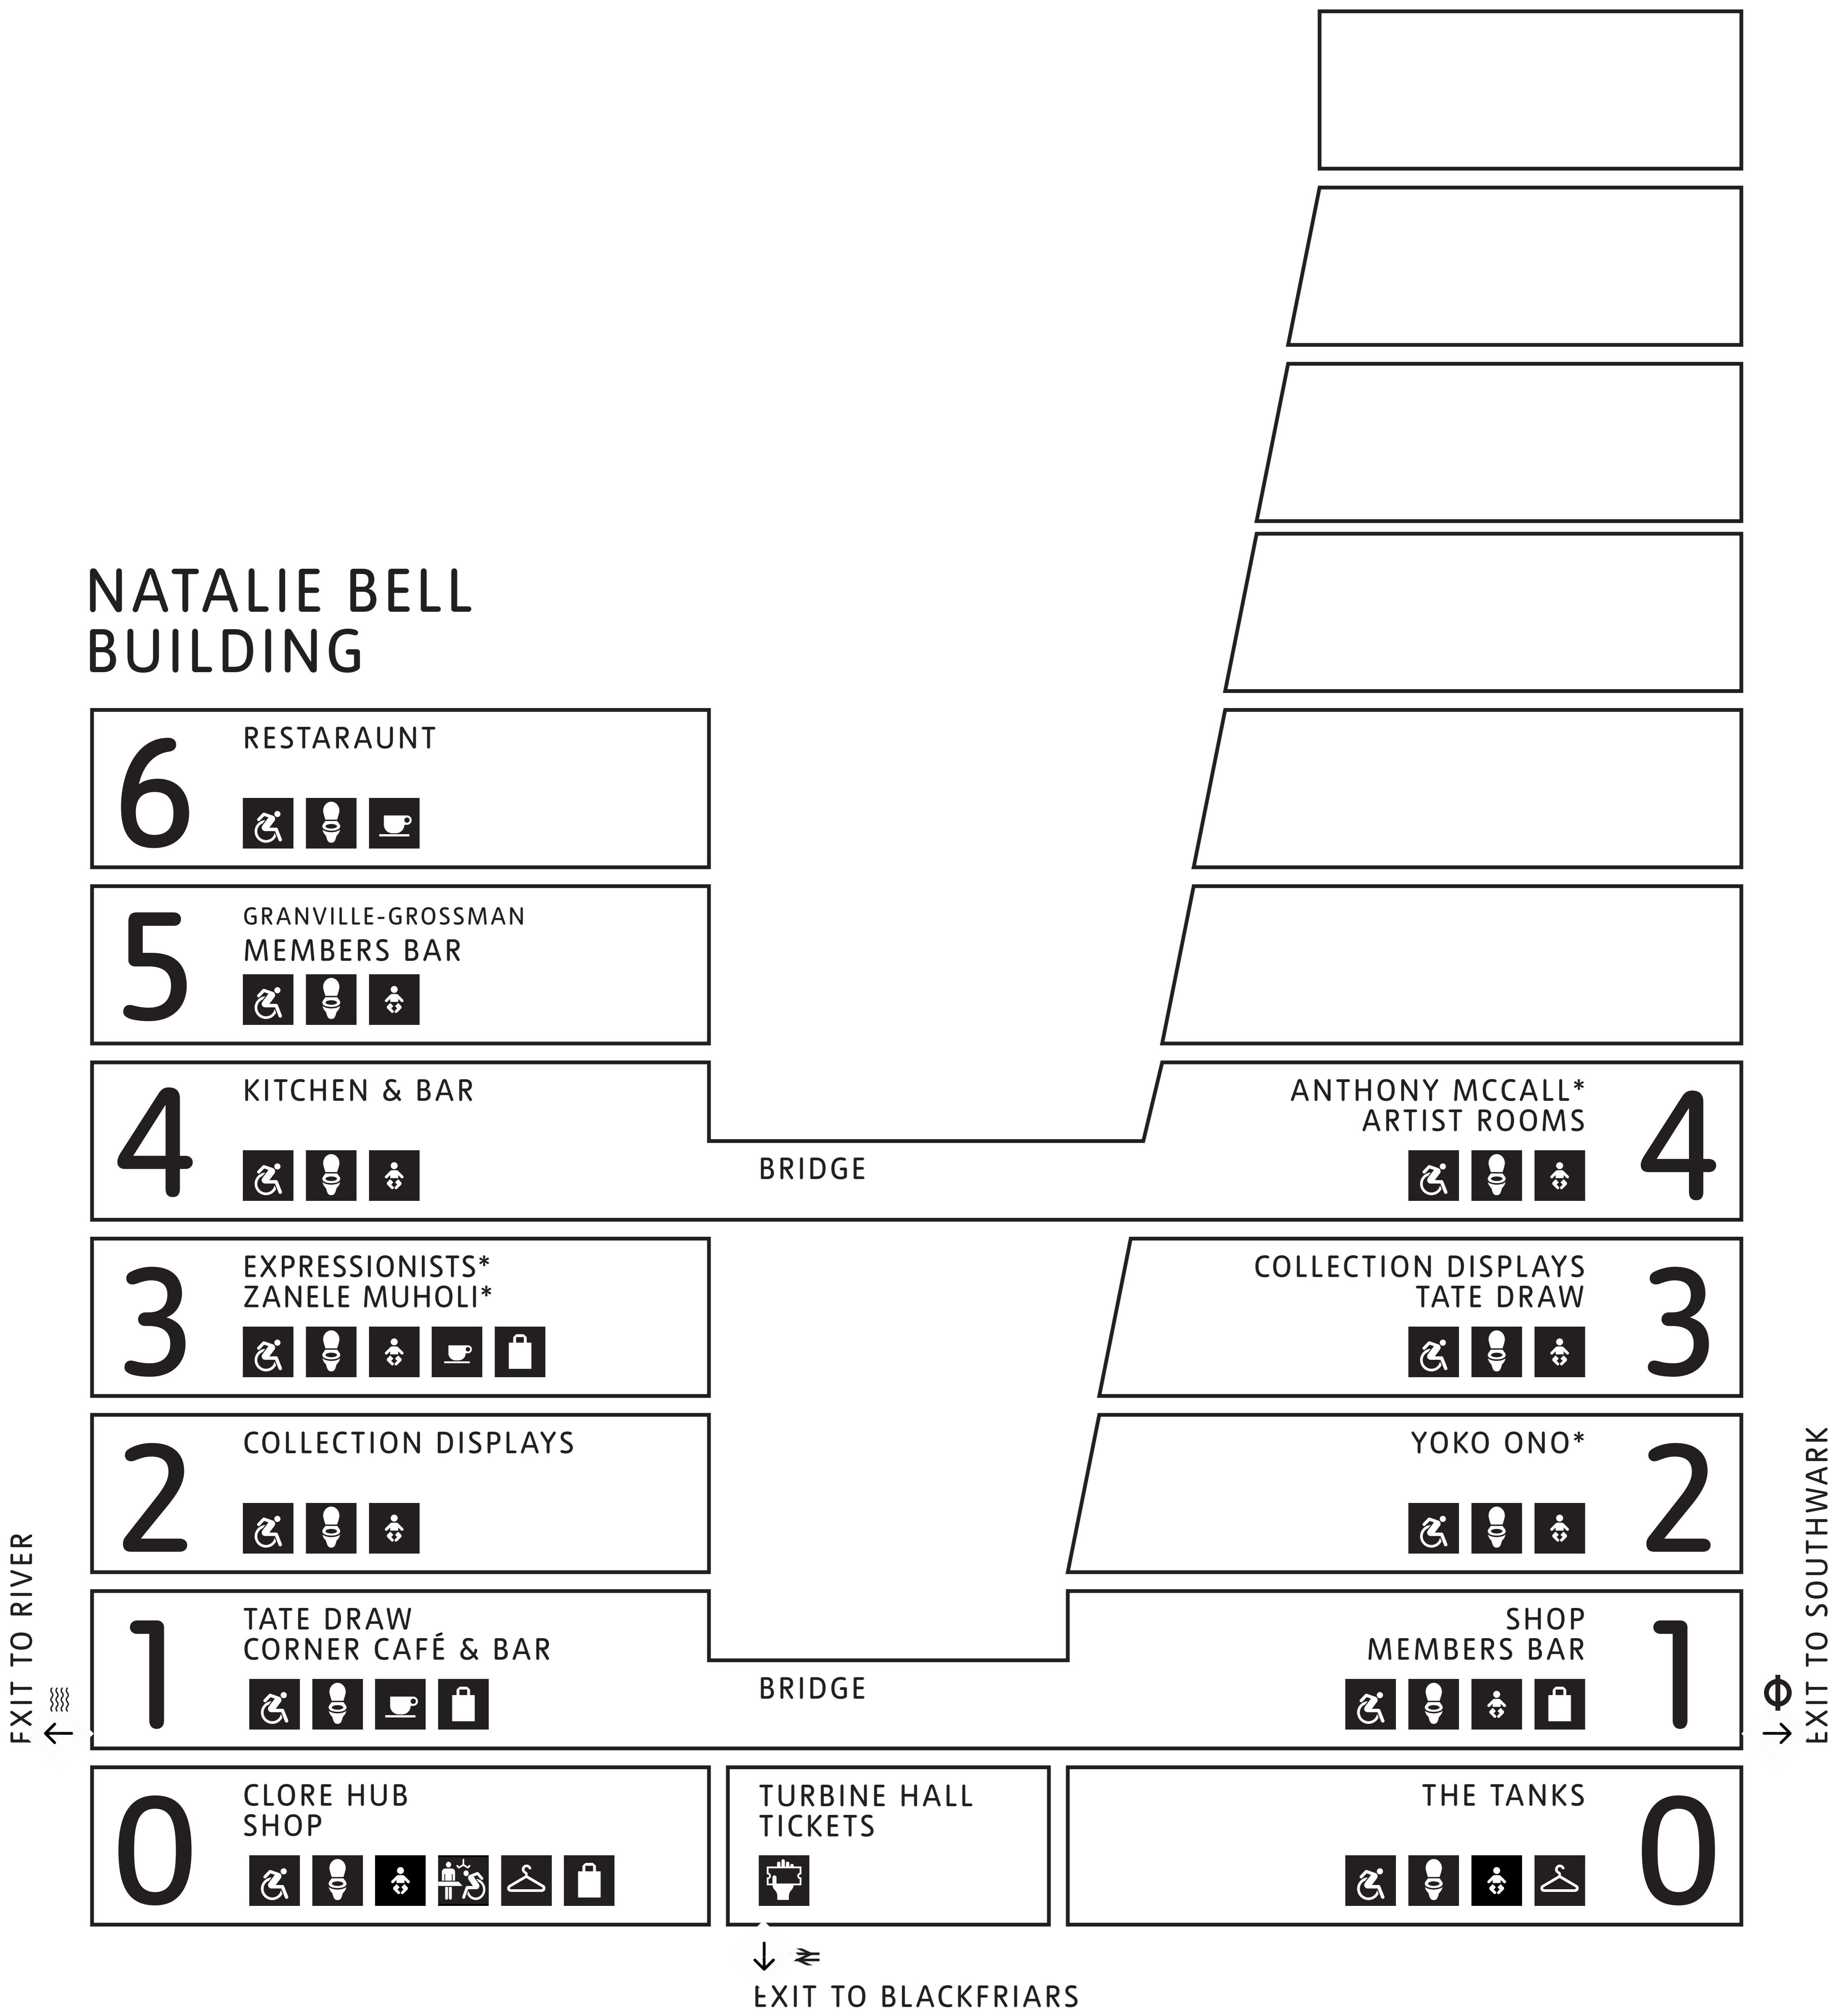 NATALIE BELL
BUILDING
6
RESTARAUNT
5
GRANVILLE-GROSSMAN
MEMBERS BAR
4
KITCHEN & BAR
BRIDGE
ANTHONY MCCALL*
ARTIST ROOMS
4
3
EXPRESSIONISTS*
ZANELE MUHOLI*
COLLECTION DISPLAYS
TATE DRAW
3
2
COLLECTION DISPLAYS
YOKO ONO*
2
1
TATE DRAW
CORNER CAFÉ & BAR
BRIDGE
SHOP
MEMBERS BAR
1
EXIT TO RIVER
EXIT TO SOUTHWARK
0
CLORE HUB
SHOP
TURBINE HALL
TICKETS
THE TANKS
0
EXIT TO BLACKFRIARS